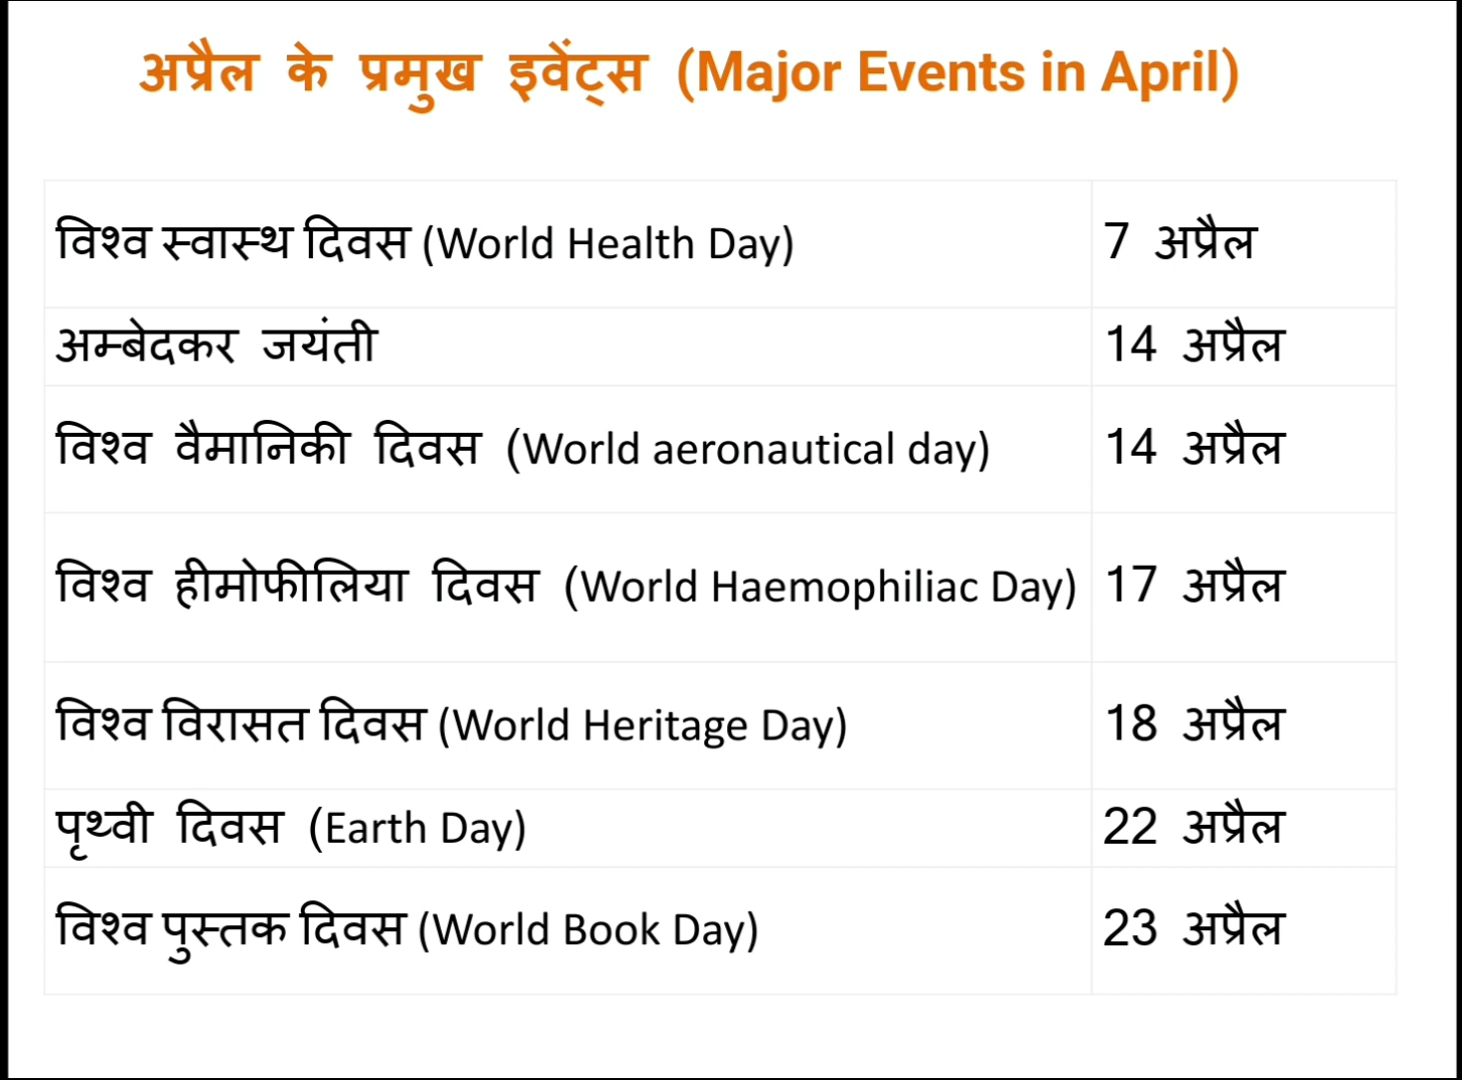 अप्रैल के प्रमुख इवेंट्स (Major Events in April)
विश्व स्वास्थ दिवस (World Health Day) 7 अप्रैल
अम्बेदकर जयंती 14 अप्रैल
विश्व वैमानिकी दिवस (World aeronautical day) 14 अप्रैल
विश्व हीमोफीलिया दिवस (World Haemophiliac Day) 17 अप्रैल
विश्व विरासत दिवस (World Heritage Day) 18 अप्रैल
पृथ्वी दिवस (Earth Day) 22 अप्रैल
विश्व पुस्तक दिवस (World Book Day) 23 अप्रैल